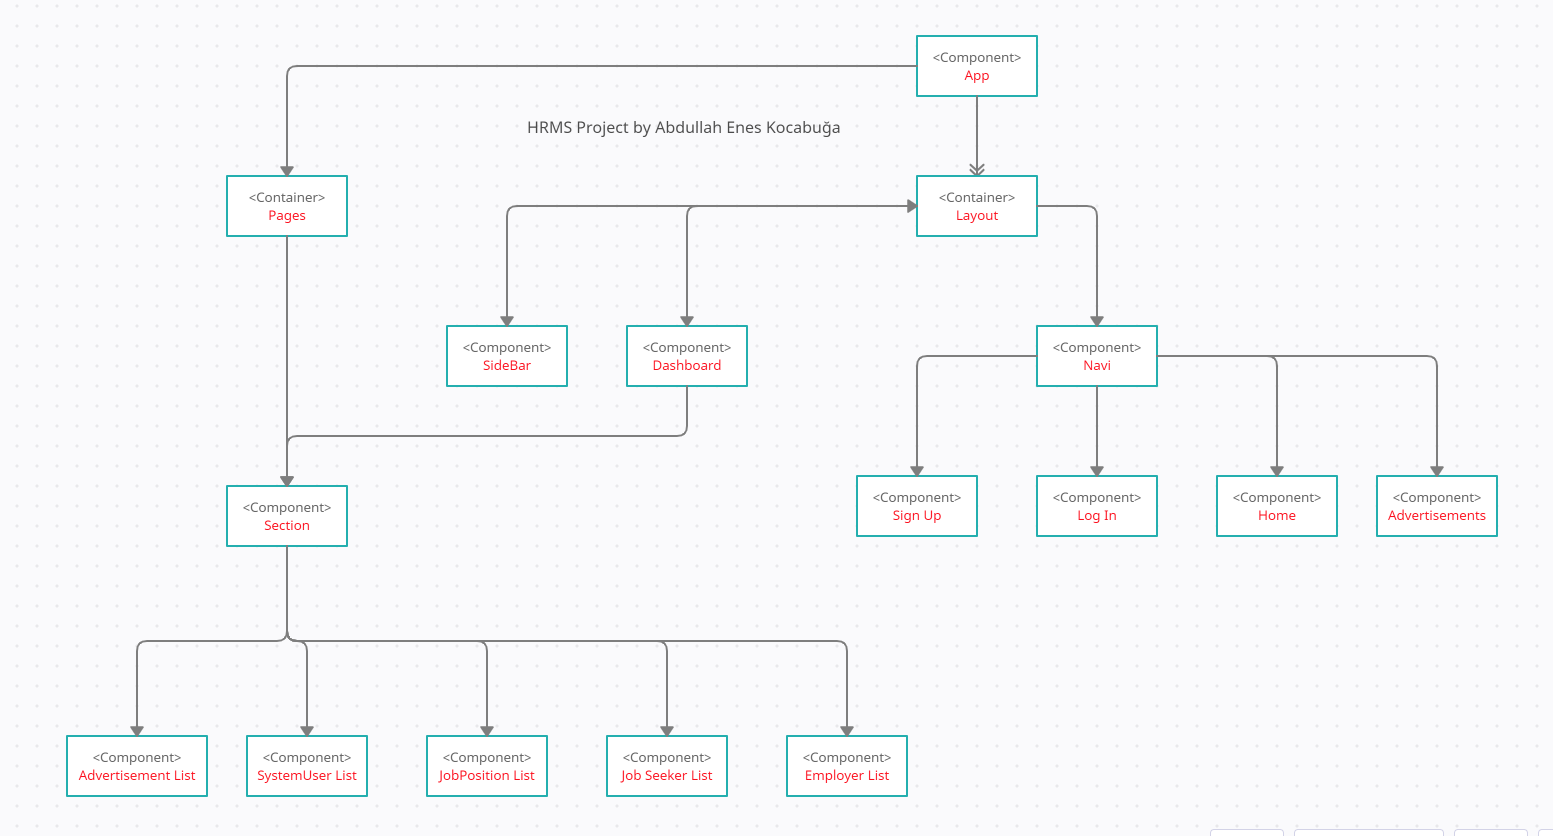 <Component>
App
HRMS Project by Abdullah Enes Kocabuğa
<Container>
Pages
<Container>
Layout
<Component>
SideBar
<Component>
Dashboard
<Component>
Navi
<Component>
Section
<Component>
Sign Up
<Component>
Log In
<Component>
Home
<Component>
Advertisements
<Component>
Advertisement List
<Component>
SystemUser List
<Component>
JobPosition List
<Component>
Job Seeker List
<Component>
Employer List